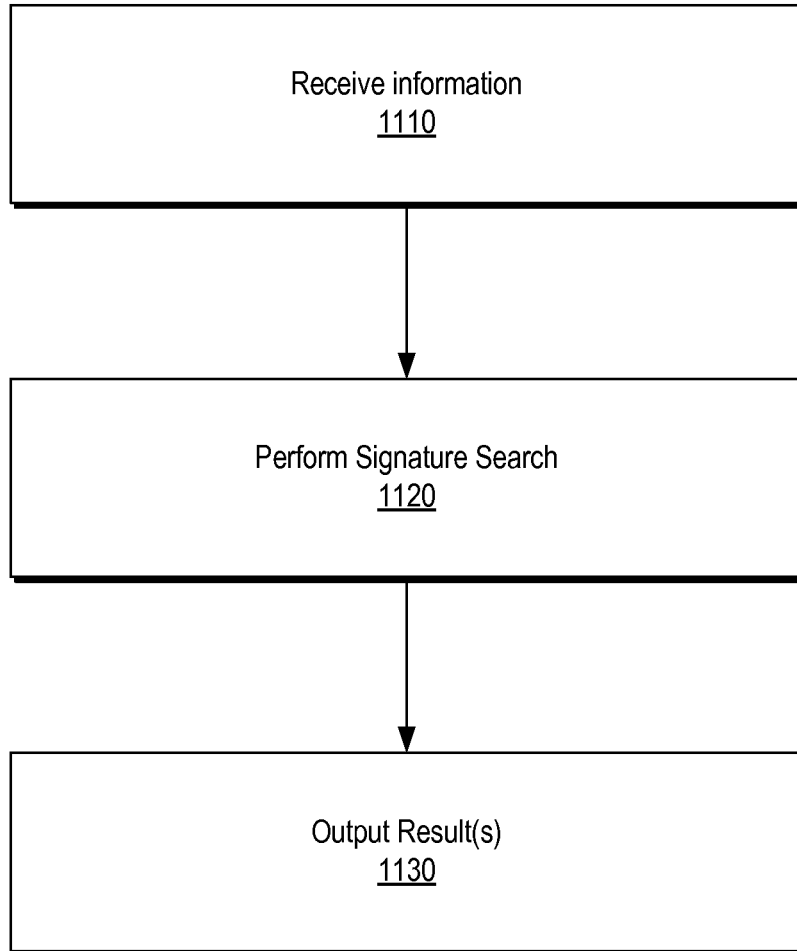 Receive information
1110
Perform Signature Search
1120
Output Result(s)
1130